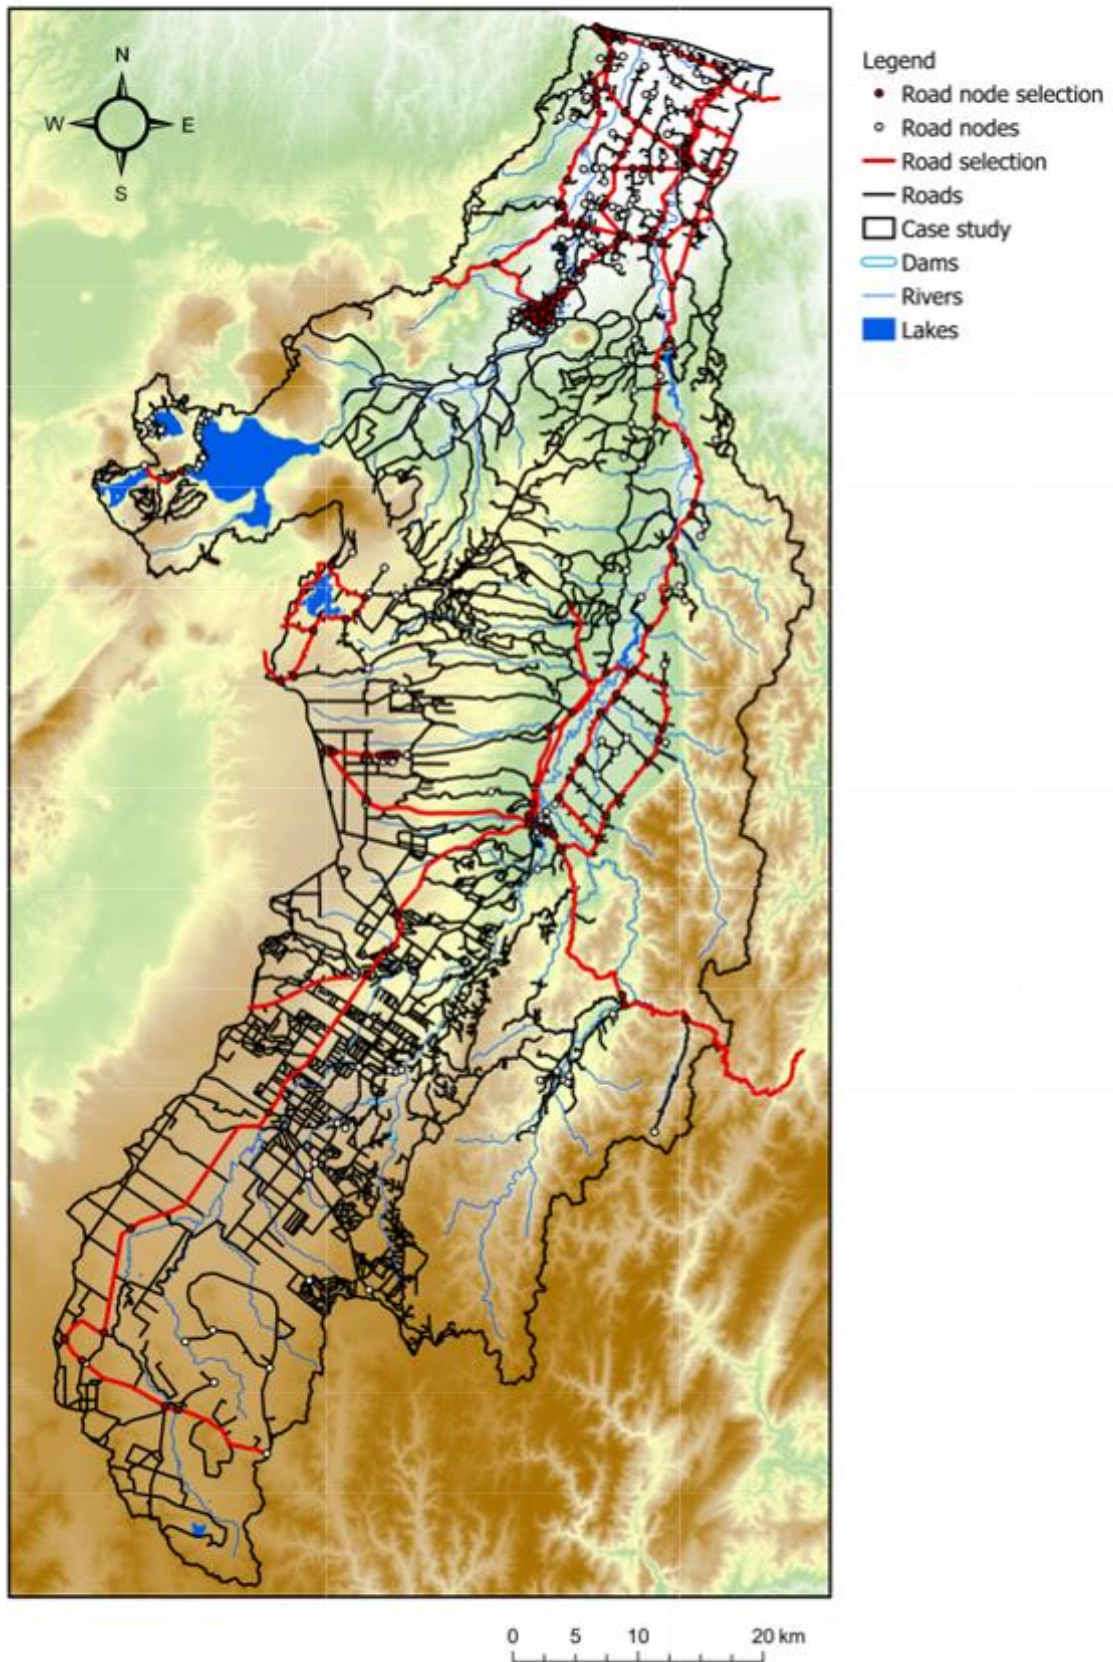 N
W E
S
Legend
Road node selection
Road nodes
Road selection
Roads
Case study
Dams
Rivers
Lakes
0 5 10 20 km